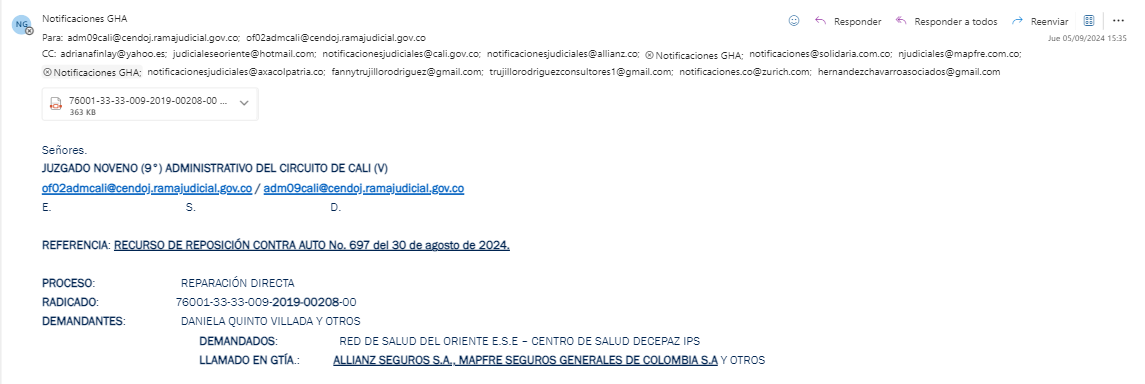 Notificaciones GHA
NG
Responder
Responder a todos
Reenviar
Para: adm09cali@cendoj.ramajudicial.gov.co; of02admcali@cendoj.ramajudicial.gov.co
Jue 05/09/2024 15:35
CC: adrianafinlay@yahoo.es; judicialeseoriente@hotmail.com; notificacionesjudiciales@cali.gov.co; notificacionesjudiciales@allianz.co; Notificaciones GHA; notificaciones@solidaria.com.co; njudiciales@mapfre.com.co;
Notificaciones GHA; notificacionesjudiciales@axacolpatria.co; fannytrujillorodriguez@gmail.com; trujillorodriguezconsultores1@gmail.com; notificaciones.co@zurich.com; hernandezchavarroasociados@gmail.com
76001-33-33-009-2019-00208-00 ...
363 KB
Señores.
JUZGADO NOVENO (9°) ADMINISTRATIVO DEL CIRCUITO DE CALI (V)
of02admcali@cendoj.ramajudicial.gov.co / adm09cali@cendoj.ramajudicial.gov.co
E. S. D.
REFERENCIA: RECURSO DE REPOSICIÓN CONTRA AUTO No. 697 del 30 de agosto de 2024.
PROCESO: REPARACIÓN DIRECTA
RADICADO: 76001-33-33-009-2019-00208-00
DEMANDANTES: DANIELA QUINTO VILLADA Y OTROS
DEMANDADOS: RED DE SALUD DEL ORIENTE E.S.E – CENTRO DE SALUD DECEPAZ IPS
LLAMADO EN GTÍA.: ALLIANZ SEGUROS S.A., MAPFRE SEGUROS GENERALES DE COLOMBIA S.A Y OTROS